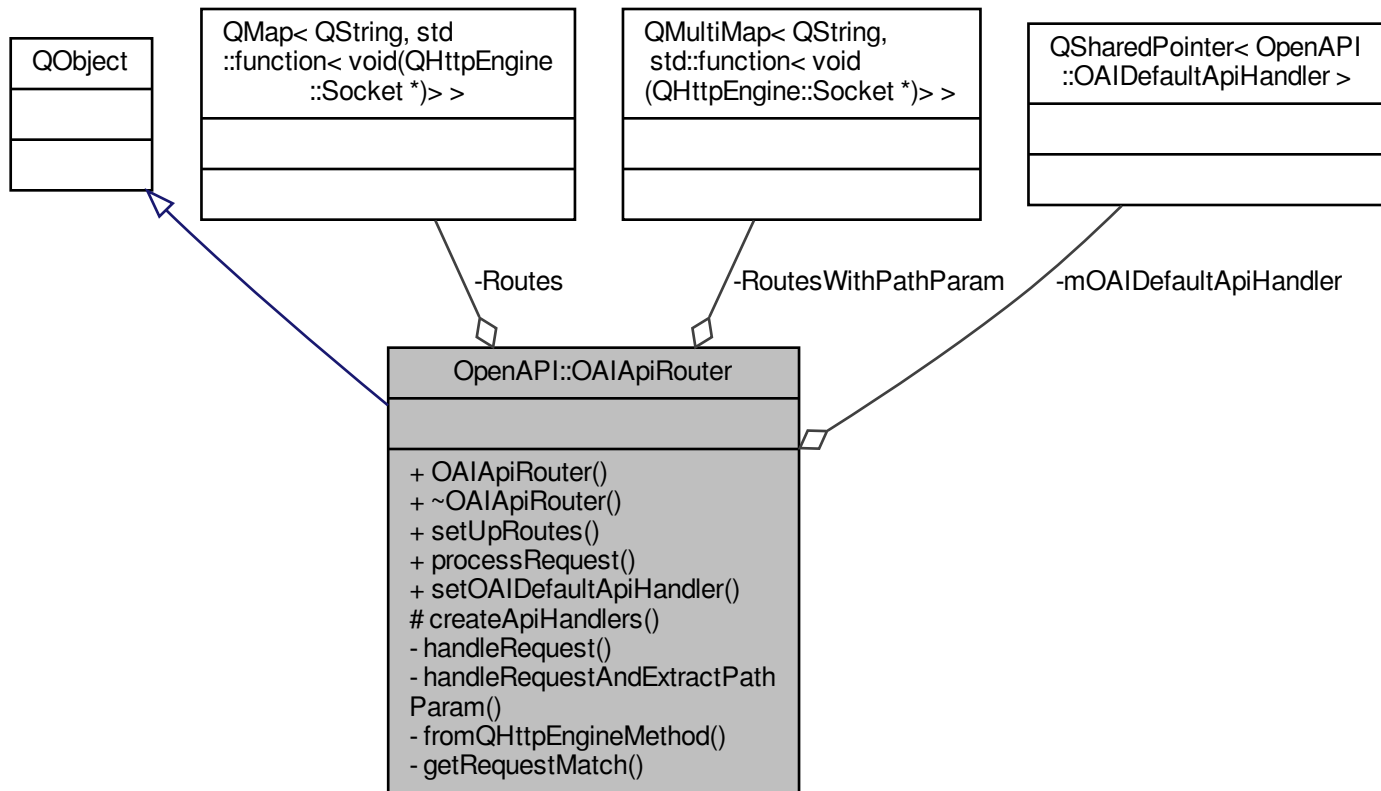 QObject
QMap< QString, std
::function< void(QHttpEngine
::Socket *)> >
QMultiMap< QString,
std::function< void
(QHttpEngine::Socket *)> >
QSharedPointer< OpenAPI
::OAIDefaultApiHandler >
-Routes
-RoutesWithPathParam
-mOAIDefaultApiHandler
OpenAPI::OAIApiRouter
+ OAIApiRouter()
+ ~OAIApiRouter()
+ setUpRoutes()
+ processRequest()
+ setOAIDefaultApiHandler()
# createApiHandlers()
- handleRequest()
- handleRequestAndExtractPath
Param()
- fromQHttpEngineMethod()
- getRequestMatch()